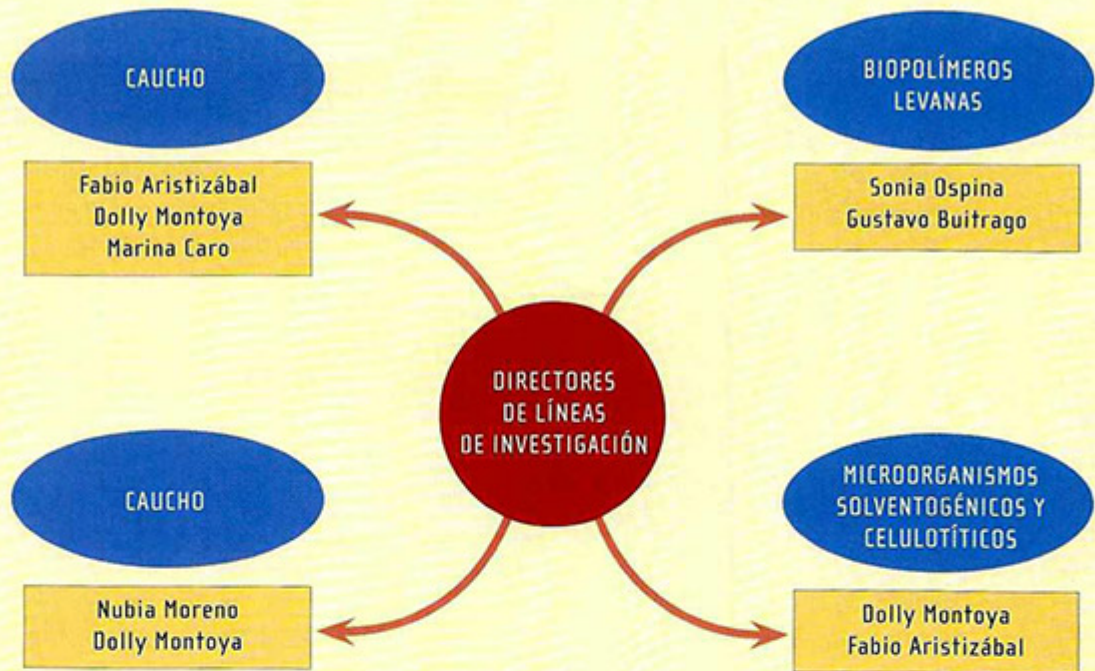 CAUCHO
Fabio Aristizábal
Dolly Montoya
Marina Caro
BIOPOLÍMEROS
LEVANAS
Sonia Ospina
Gustavo Buitrago
DIRECTORES
DE LÍNEAS
DE INVESTIGACIÓN
CAUCHO
Nubia Moreno
Dolly Montoya
MICROORGANISMOS
SOLVENTOGÉNICOS Y
CELULOTÍTICOS
Dolly Montoya
Fabio Aristizábal